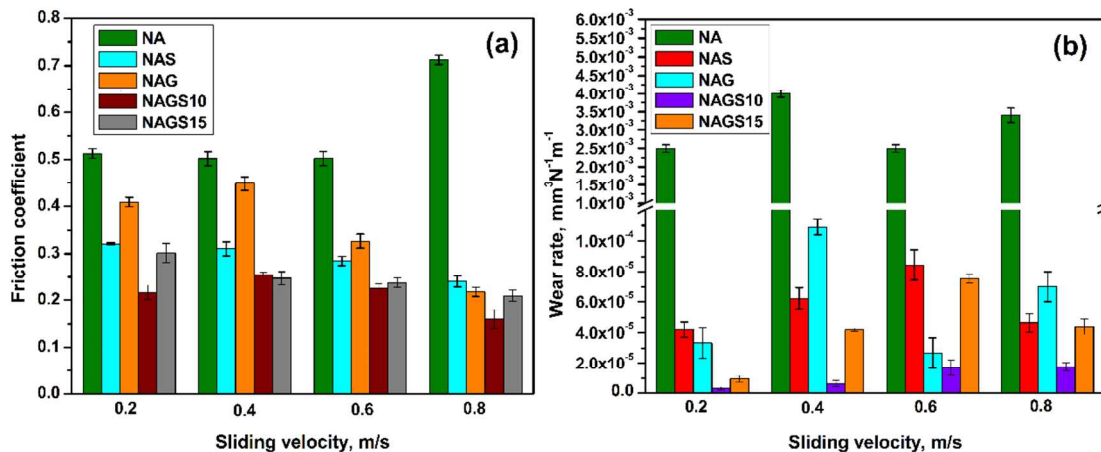 (a)
NA
NAS
NAG
NAGS10
NAGS15
Friction coefficient
0.8
0.7
0.6
0.5
0.4
0.3
0.2
0.1
0.0
0.2 0.4 0.6 0.8
Sliding velocity, m/s
(b)
NA
NAS
NAG
NAGS10
NAGS15
Wear rate, mm³N⁻¹m⁻¹
6.0x10⁻³
5.5x10⁻³
5.0x10⁻³
4.5x10⁻³
4.0x10⁻³
3.5x10⁻³
3.0x10⁻³
2.5x10⁻³
2.0x10⁻³
1.5x10⁻³
1.0x10⁻³
1.0x10⁻⁴
8.0x10⁻⁵
6.0x10⁻⁵
4.0x10⁻⁵
2.0x10⁻⁵
0.0
0.2 0.4 0.6 0.8
Sliding velocity, m/s